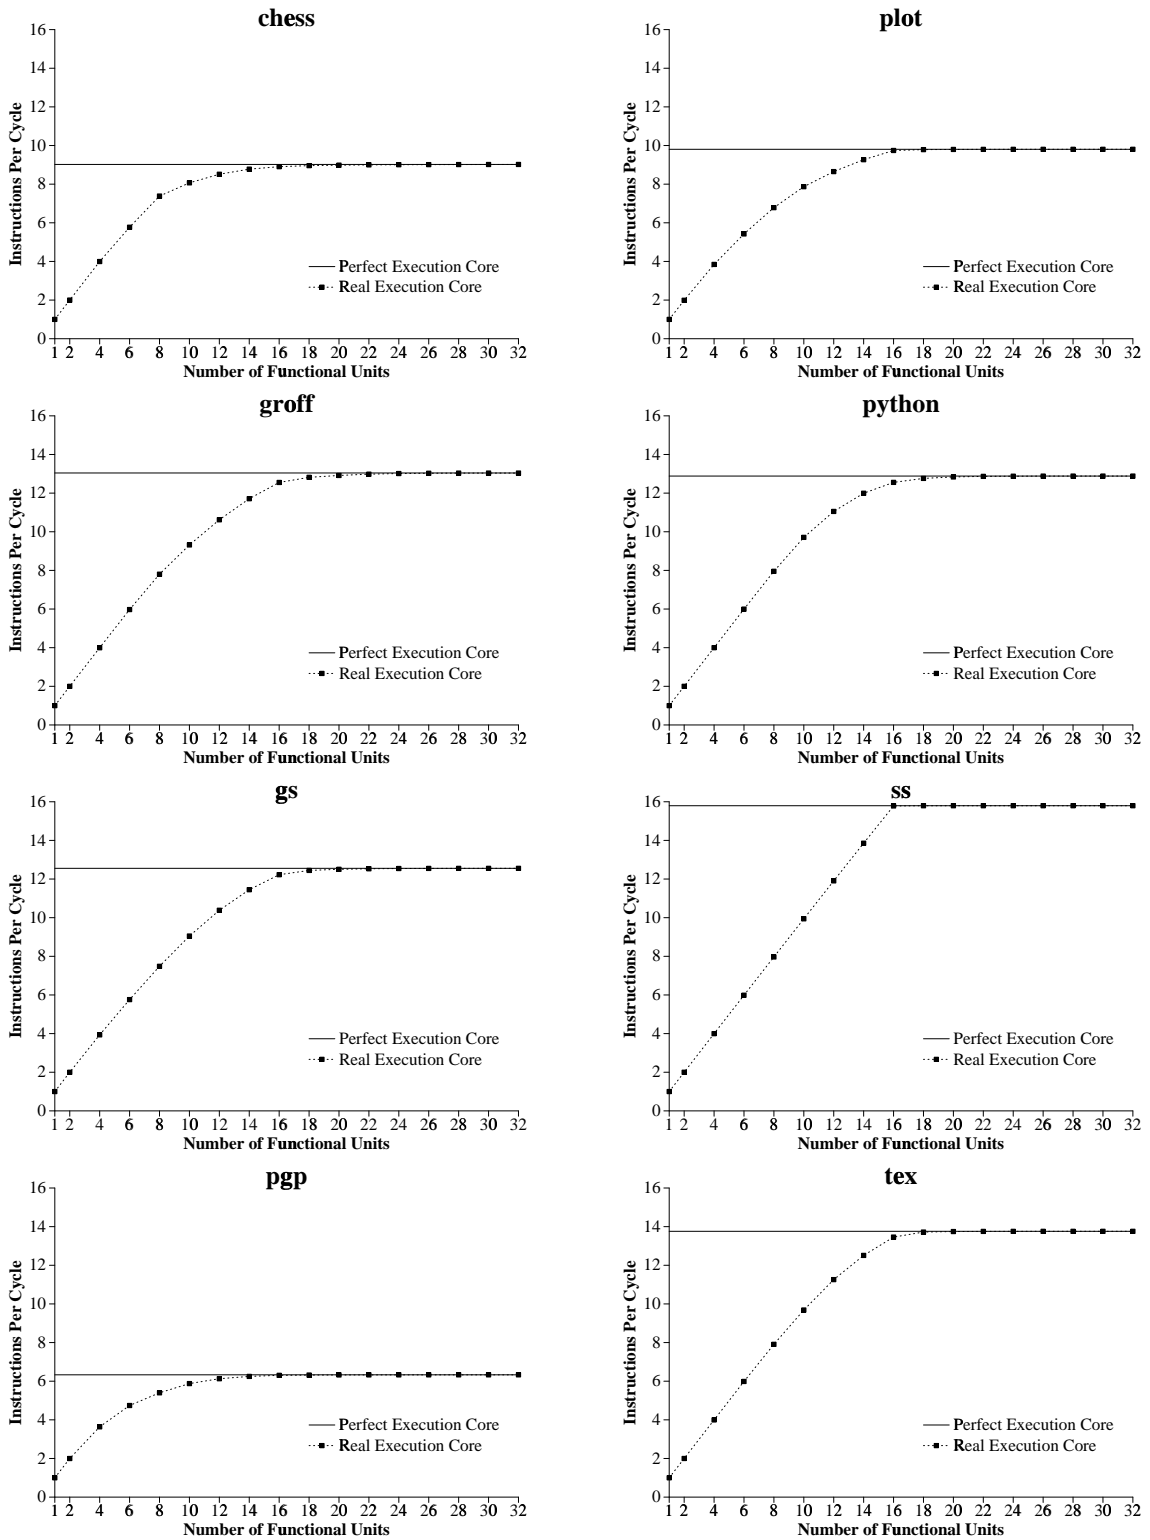 chess
16
14
12
10
8
6
4
2
0
Instructions Per Cycle
Perfect Execution Core
Real Execution Core
1 2 4 6 8 10 12 14 16 18 20 22 24 26 28 30 32
Number of Functional Units
plot
16
14
12
10
8
6
4
2
0
Instructions Per Cycle
Perfect Execution Core
Real Execution Core
1 2 4 6 8 10 12 14 16 18 20 22 24 26 28 30 32
Number of Functional Units
groff
16
14
12
10
8
6
4
2
0
Instructions Per Cycle
Perfect Execution Core
Real Execution Core
1 2 4 6 8 10 12 14 16 18 20 22 24 26 28 30 32
Number of Functional Units
python
16
14
12
10
8
6
4
2
0
Instructions Per Cycle
Perfect Execution Core
Real Execution Core
1 2 4 6 8 10 12 14 16 18 20 22 24 26 28 30 32
Number of Functional Units
gs
16
14
12
10
8
6
4
2
0
Instructions Per Cycle
Perfect Execution Core
Real Execution Core
1 2 4 6 8 10 12 14 16 18 20 22 24 26 28 30 32
Number of Functional Units
ss
16
14
12
10
8
6
4
2
0
Instructions Per Cycle
Perfect Execution Core
Real Execution Core
1 2 4 6 8 10 12 14 16 18 20 22 24 26 28 30 32
Number of Functional Units
pgp
16
14
12
10
8
6
4
2
0
Instructions Per Cycle
Perfect Execution Core
Real Execution Core
1 2 4 6 8 10 12 14 16 18 20 22 24 26 28 30 32
Number of Functional Units
tex
16
14
12
10
8
6
4
2
0
Instructions Per Cycle
Perfect Execution Core
Real Execution Core
1 2 4 6 8 10 12 14 16 18 20 22 24 26 28 30 32
Number of Functional Units